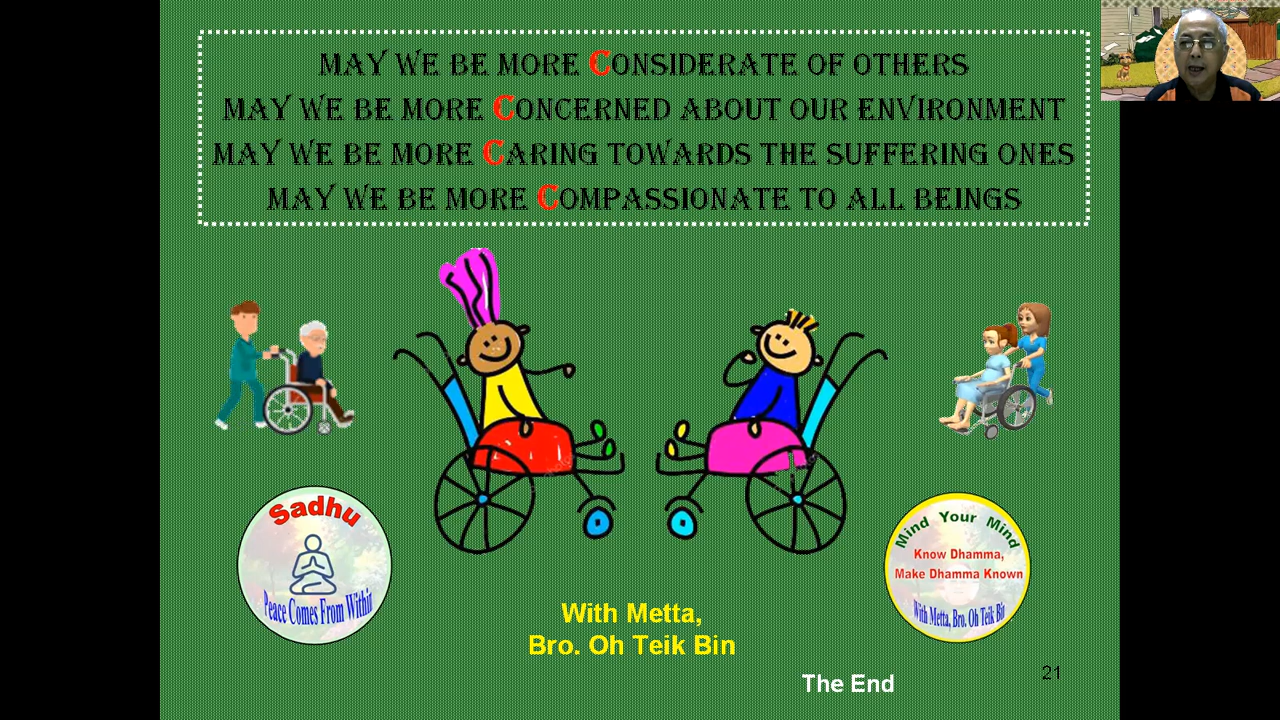 MAY WE BE MORE CONSIDERATE OF OTHERS
MAY WE BE MORE CONCERNED ABOUT OUR ENVIRONMENT
MAY WE BE MORE CARING TOWARDS THE SUFFERING ONES
MAY WE BE MORE COMPASSIONATE TO ALL BEINGS
Sadhu
Peace Comes From Within
Mind Your Mind
Know Dhamma,
Make Dhamma Known
With Metta, Bro. Oh Teik Bin
With Metta,
Bro. Oh Teik Bin
The End
21